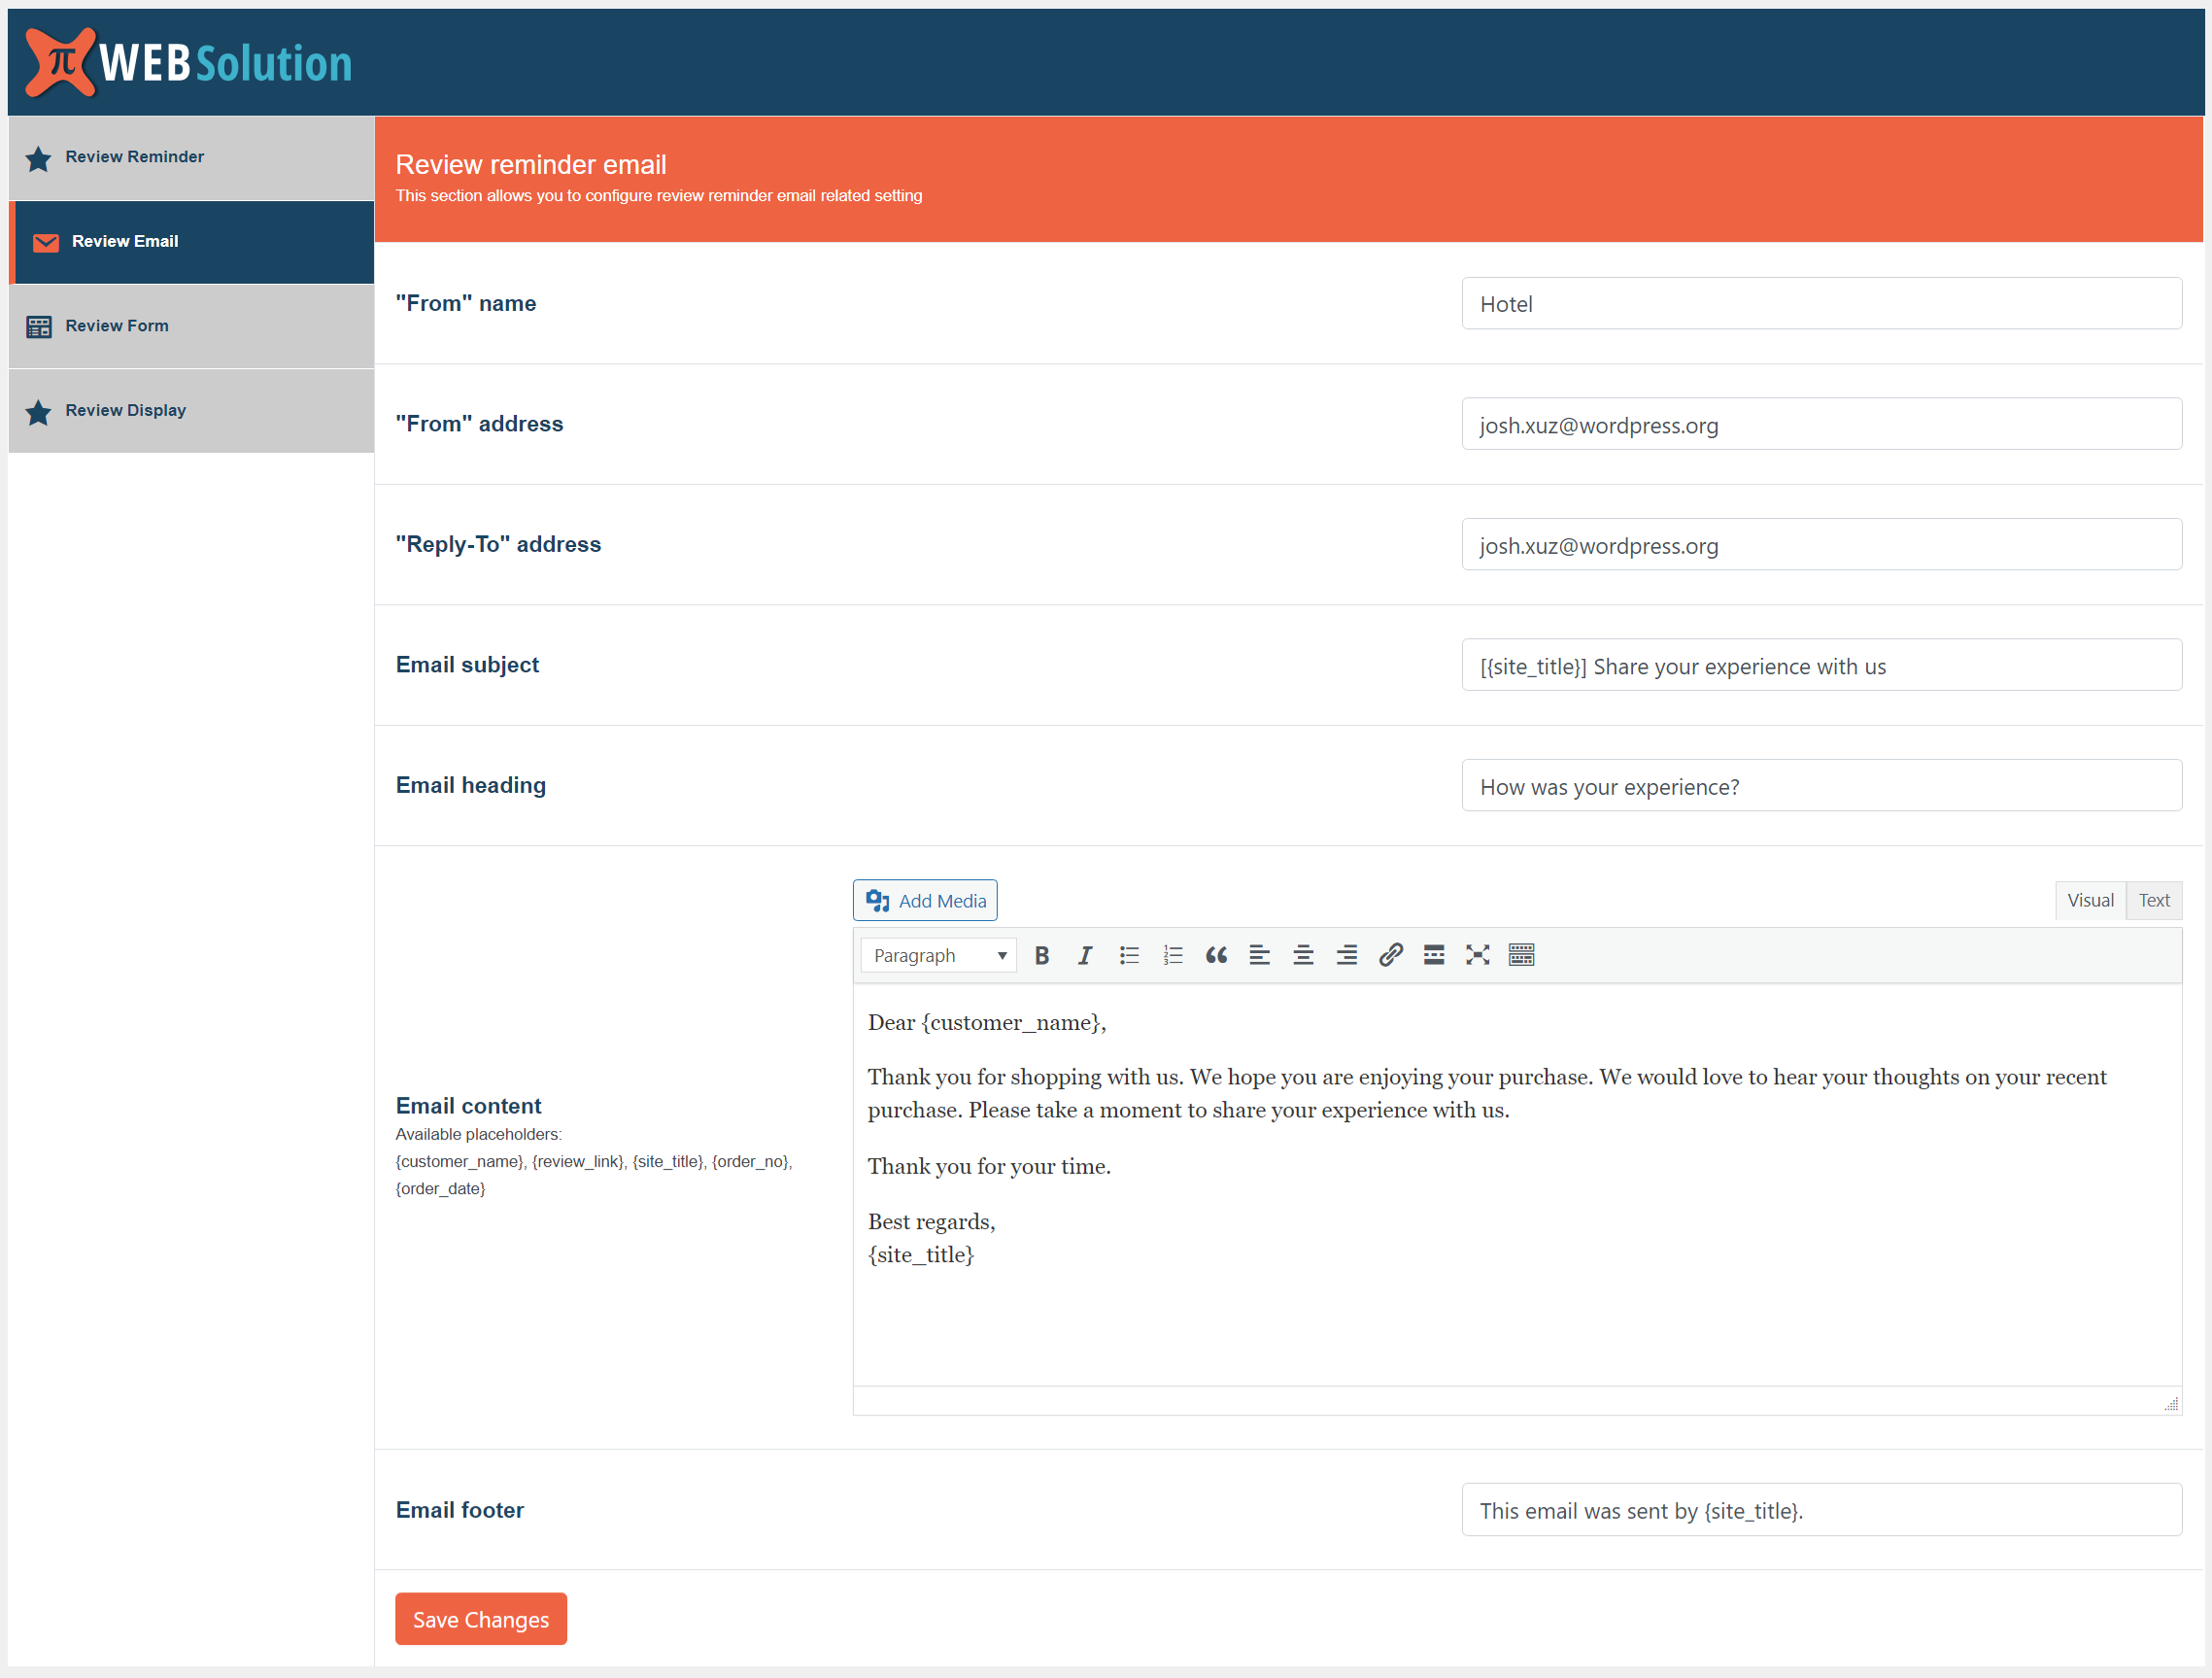 π WEB Solution
Review Reminder
Review Email
Review Form
Review Display
Review reminder email
This section allows you to configure review reminder email related setting
"From" name
Hotel
"From" address
josh.xuz@wordpress.org
"Reply-To" address
josh.xuz@wordpress.org
Email subject
[{site_title}] Share your experience with us
Email heading
How was your experience?
Email content
Available placeholders:
{customer_name}, {review_link}, {site_title}, {order_no},
{order_date}
Add Media
Visual
Text
Paragraph
Dear {customer_name},
Thank you for shopping with us. We hope you are enjoying your purchase. We would love to hear your thoughts on your recent
purchase. Please take a moment to share your experience with us.
Thank you for your time.
Best regards,
{site_title}
Email footer
This email was sent by {site_title}.
Save Changes